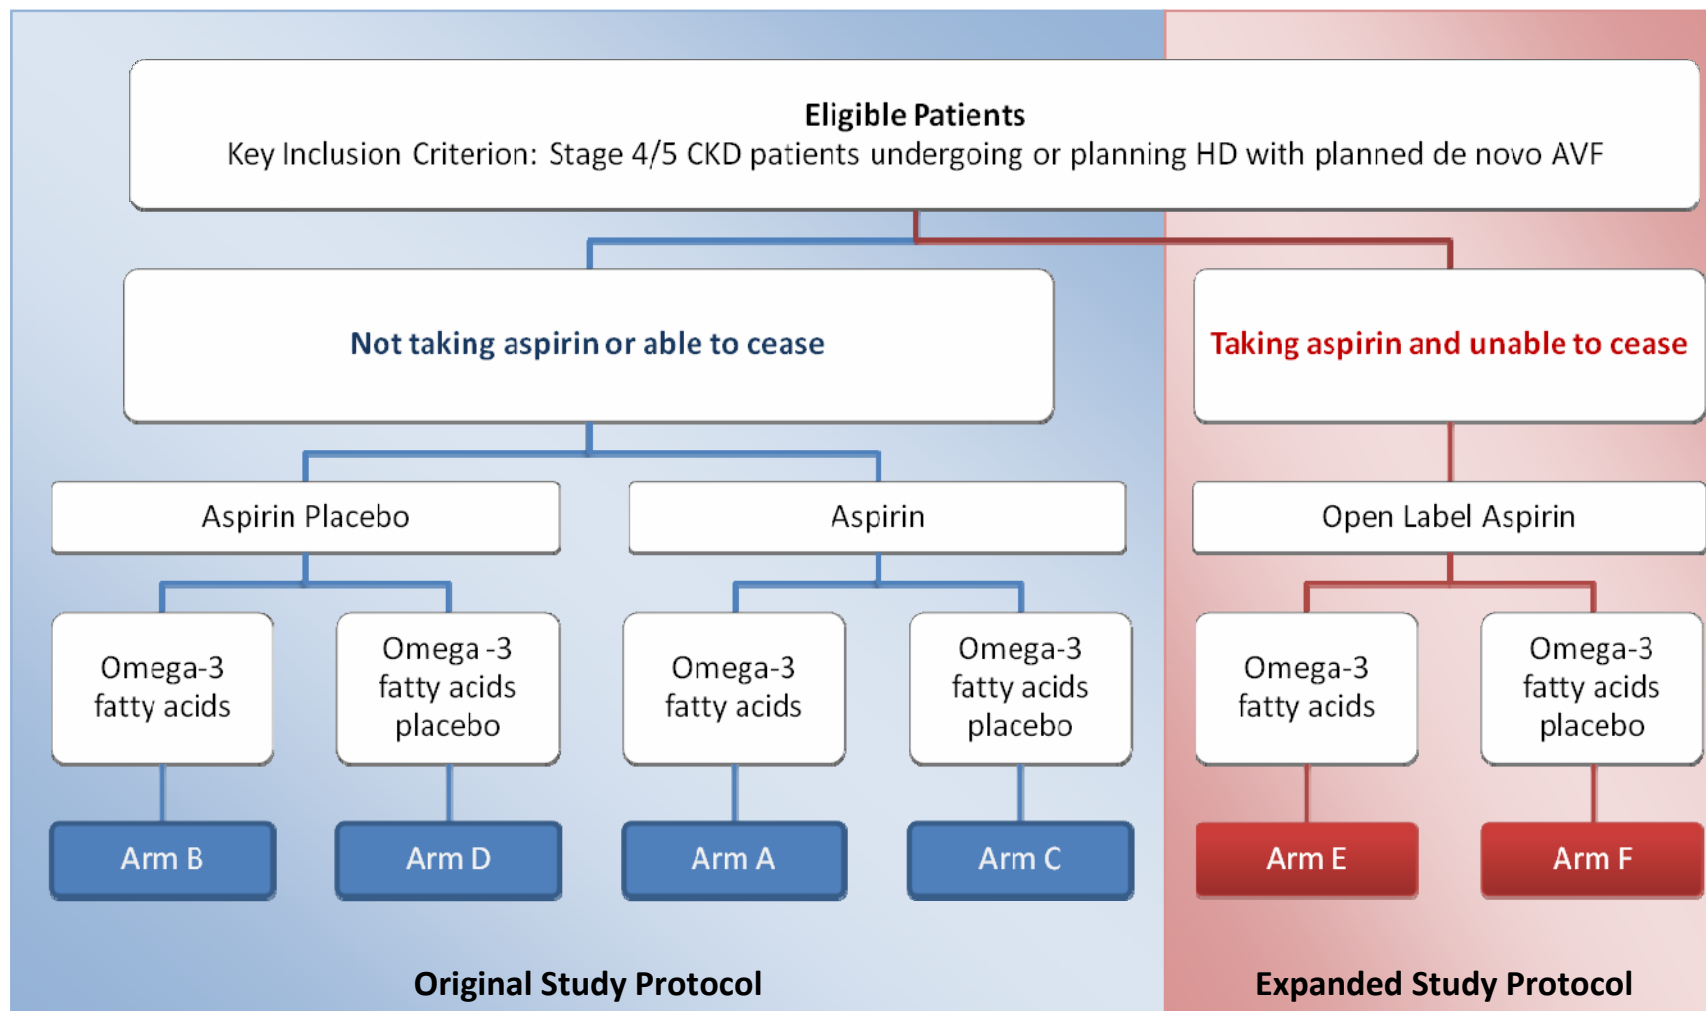 Eligible Patients
Key Inclusion Criterion: Stage 4/5 CKD patients undergoing or planning HD with planned de novo AVF
Not taking aspirin or able to cease
Taking aspirin and unable to cease
Aspirin Placebo
Aspirin
Open Label Aspirin
Omega-3
fatty acids
Omega -3
fatty acids
placebo
Omega-3
fatty acids
Omega-3
fatty acids
placebo
Omega-3
fatty acids
Omega-3
fatty acids
placebo
Arm B
Arm D
Arm A
Arm C
Arm E
Arm F
Original Study Protocol
Expanded Study Protocol